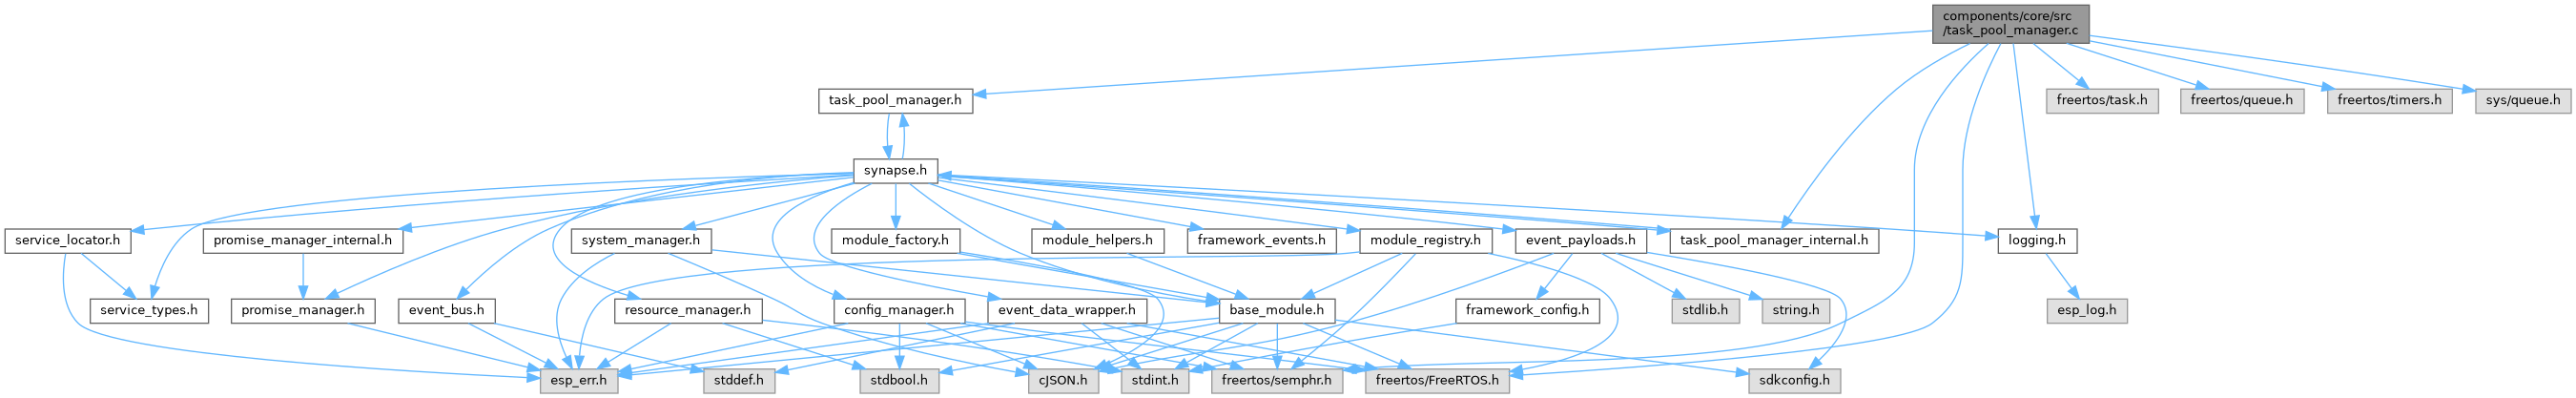 components/core/src
/task_pool_manager.c
task_pool_manager.h
freertos/task.h
freertos/queue.h
freertos/timers.h
sys/queue.h
synapse.h
service_locator.h
promise_manager_internal.h
system_manager.h
module_factory.h
module_helpers.h
framework_events.h
module_registry.h
event_payloads.h
task_pool_manager_internal.h
logging.h
service_types.h
promise_manager.h
event_bus.h
resource_manager.h
config_manager.h
event_data_wrapper.h
base_module.h
framework_config.h
stdlib.h
string.h
esp_log.h
esp_err.h
stddef.h
stdbool.h
cJSON.h
stdint.h
freertos/semphr.h
freertos/FreeRTOS.h
sdkconfig.h